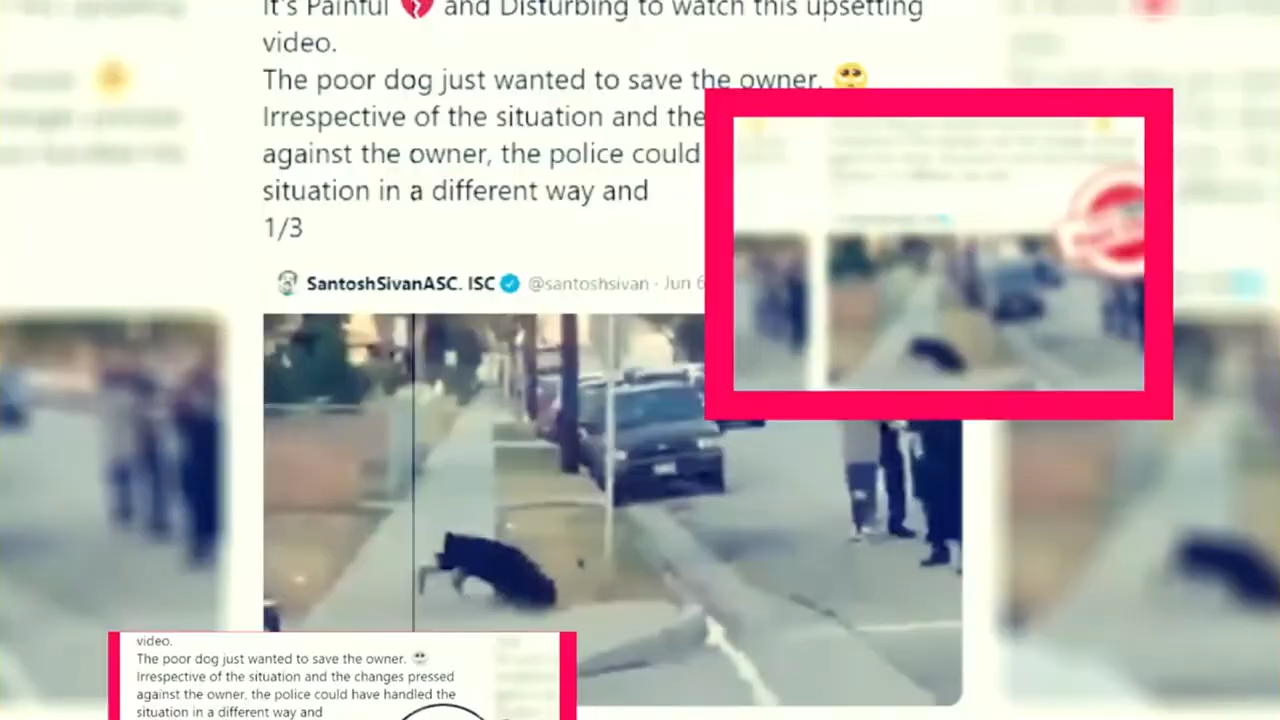 It's Painful 💔 and Disturbing to watch this upsetting
video.
The poor dog just wanted to save the owner. 🥺
Irrespective of the situation and the
against the owner, the police could
situation in a different way and
1/3
SantoshSivanASC. ISC @santoshsivan · Jun 6
video.
The poor dog just wanted to save the owner.
Irrespective of the situation and the changes pressed
against the owner, the police could have handled the
situation in a different way and